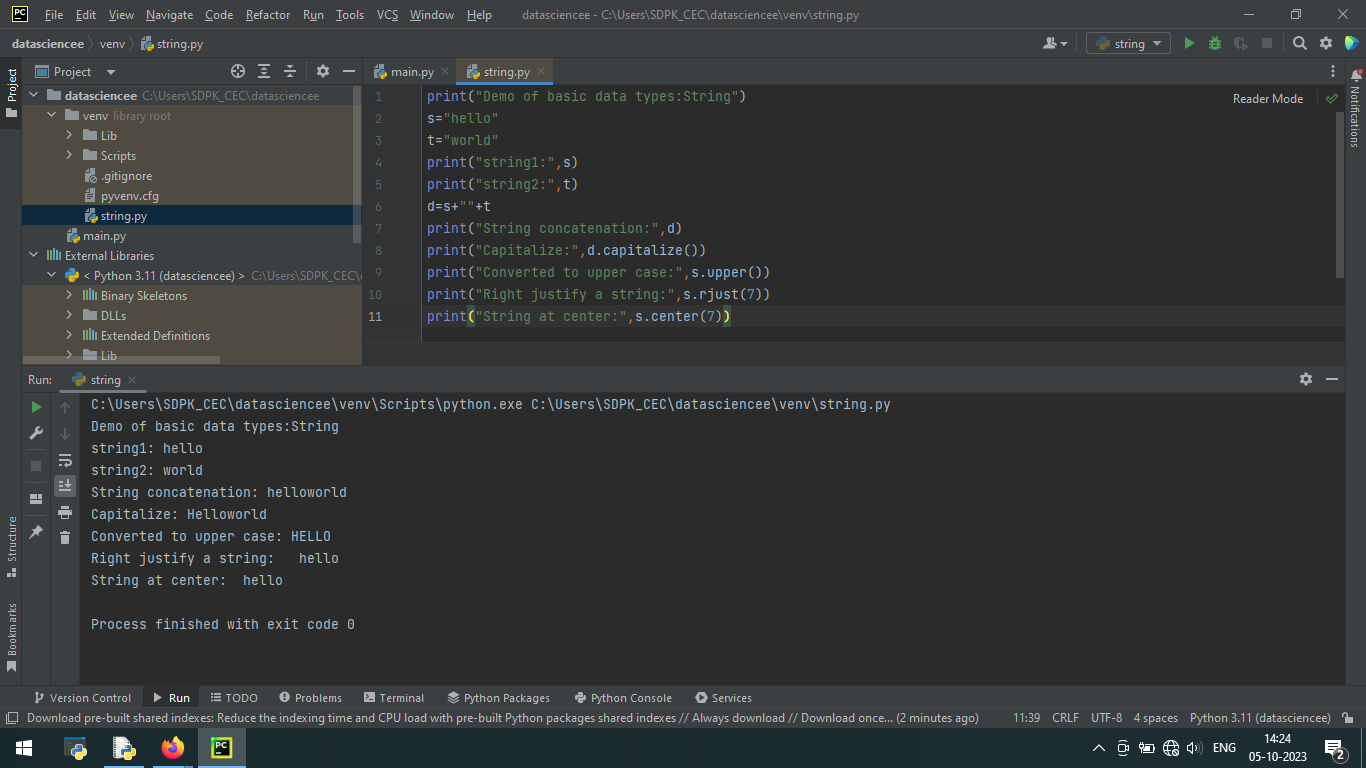 PC File Edit View Navigate Code Refactor Run Tools VCS Window Help datasciencee - C:\Users\SDPK_CEC\datasciencee\venv\string.py
datasciencee venv string.py string
Project
Project
main.py string.py
datasciencee C:\Users\SDPK_CEC\datasciencee
venv library root
Lib
Scripts
.gitignore
pyvenv.cfg
string.py
main.py
External Libraries
< Python 3.11 (datasciencee) > C:\Users\SDPK_CEC\
Binary Skeletons
DLLs
Extended Definitions
Lib
1 print("Demo of basic data types:String")
2 s="hello"
3 t="world"
4 print("string1:",s)
5 print("string2:",t)
6 d=s+""+t
7 print("String concatenation:",d)
8 print("Capitalize:",d.capitalize())
9 print("Converted to upper case:",s.upper())
10 print("Right justify a string:",s.rjust(7))
11 print("String at center:",s.center(7))
Reader Mode
Notifications
Run: string
C:\Users\SDPK_CEC\datasciencee\venv\Scripts\python.exe C:\Users\SDPK_CEC\datasciencee\venv\string.py
Demo of basic data types:String
string1: hello
string2: world
String concatenation: helloworld
Capitalize: Helloworld
Converted to upper case: HELLO
Right justify a string:   hello
String at center:  hello
Process finished with exit code 0
Structure
Bookmarks
Version Control Run TODO Problems Terminal Python Packages Python Console Services
Download pre-built shared indexes: Reduce the indexing time and CPU load with pre-built Python packages shared indexes // Always download // Download once... (2 minutes ago) 11:39 CRLF UTF-8 4 spaces Python 3.11 (datasciencee)
PC ENG 14:24
05-10-2023 2